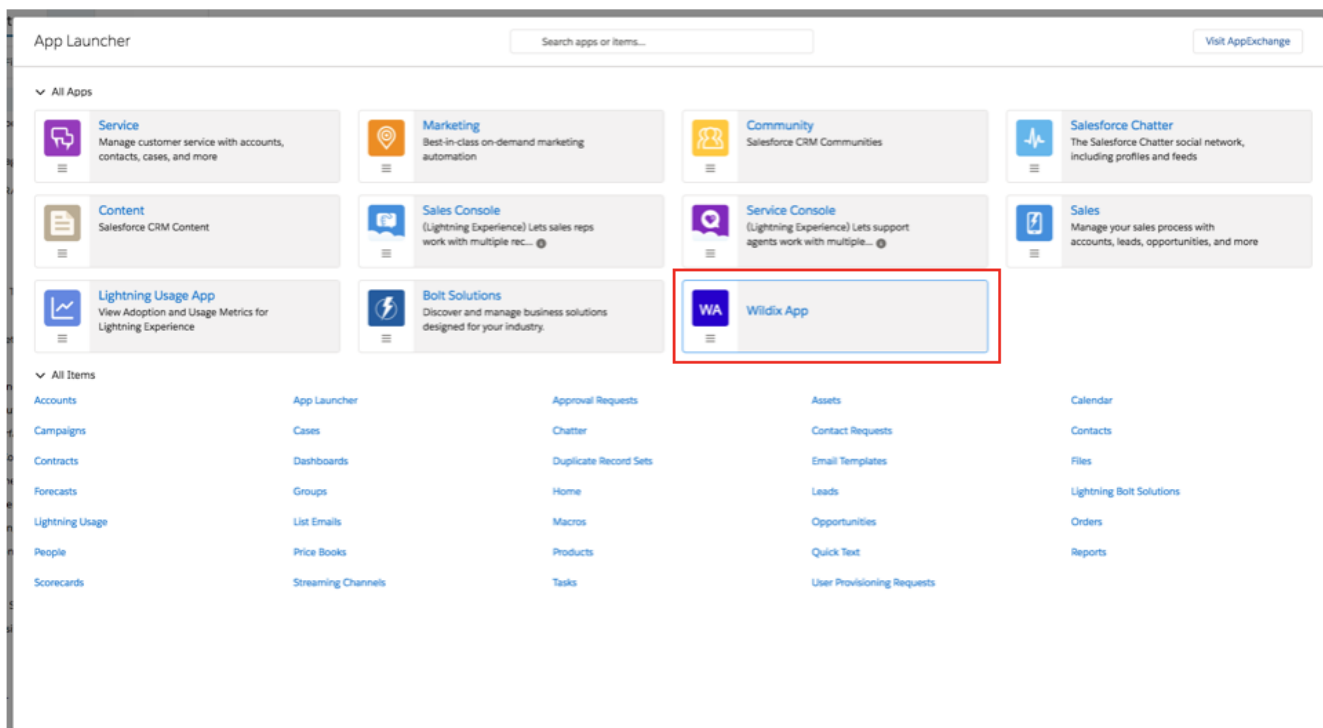 App Launcher
Search apps or items...
Visit AppExchange
All Apps
Service
Manage customer service with accounts,
contacts, cases, and more
Marketing
Best-in-class on-demand marketing
automation
Community
Salesforce CRM Communities
Salesforce Chatter
The Salesforce Chatter social network,
including profiles and feeds
Content
Salesforce CRM Content
Sales Console
(Lightning Experience) Lets sales reps
work with multiple rec...
Service Console
(Lightning Experience) Lets support
agents work with multiple...
Sales
Manage your sales process with
accounts, leads, opportunities, and more
Lightning Usage App
View Adoption and Usage Metrics for
Lightning Experience
Bolt Solutions
Discover and manage business solutions
designed for your industry.
WA
Wildix App
All Items
Accounts App Launcher Approval Requests Assets Calendar
Campaigns Cases Chatter Contact Requests Contacts
Contracts Dashboards Duplicate Record Sets Email Templates Files
Forecasts Groups Home Leads Lightning Bolt Solutions
Lightning Usage List Emails Macros Opportunities Orders
People Price Books Products Quick Text Reports
Scorecards Streaming Channels Tasks User Provisioning Requests